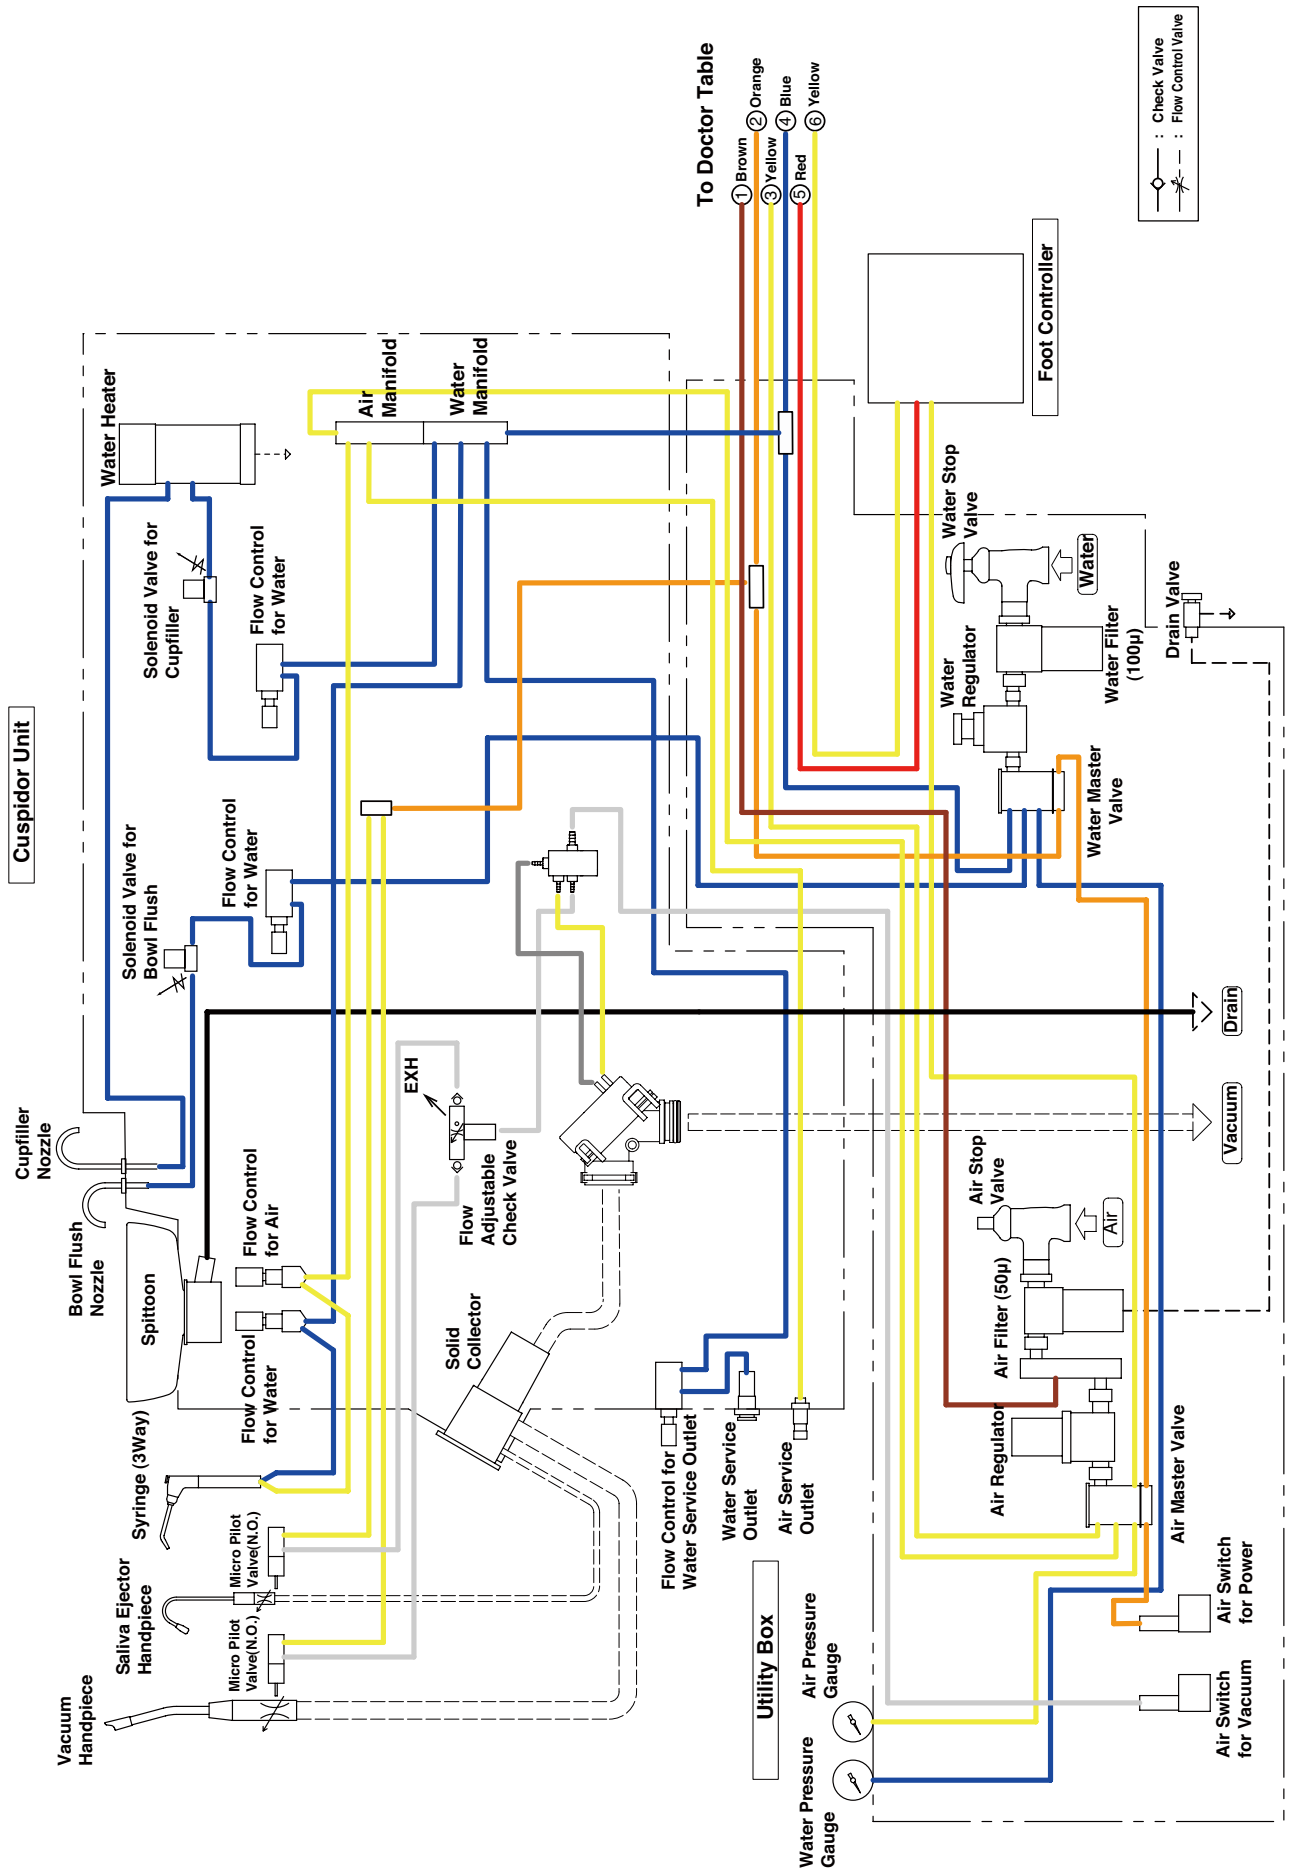 Cuspidor Unit
Water Heater
Solenoid Valve for
Cupfiller
Flow Control
for Water
Air
Manifold
Water
Manifold
Solenoid Valve for
Bowl Flush
Flow Control
for Water
Cupfiller
Nozzle
Bowl Flush
Nozzle
Spittoon
Flow Control
for Air
Flow Control
for Water
EXH
Flow
Adjustable
Check Valve
Solid
Collector
Syringe (3Way)
Micro Pilot
Valve(N.O.)
Saliva Ejector
Handpiece
Micro Pilot
Valve(N.O.)
Vacuum
Handpiece
Flow Control for
Water Service Outlet
Water Service
Outlet
Air Service
Outlet
To Doctor Table
1 Brown
2 Orange
3 Yellow
4 Blue
5 Red
6 Yellow
: Check Valve
: Flow Control Valve
Foot Controller
Water Stop
Valve
Water
Water
Regulator
Water Filter
(100μ)
Drain Valve
Water Master
Valve
Drain
Vacuum
Air Stop
Valve
Air
Air Filter (50μ)
Air Regulator
Air Master Valve
Utility Box
Air Pressure
Gauge
Water Pressure
Gauge
Air Switch
for Power
Air Switch
for Vacuum